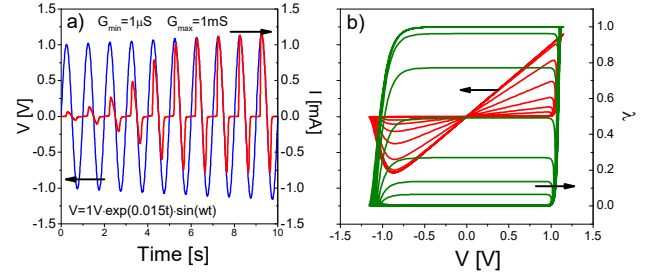 a)
G_min=1μS G_max=1mS
1.5
1.0
0.5
0.0
-0.5
-1.0
-1.5
V [V]
1.5
1.0
0.5
0.0
-0.5
-1.0
-1.5
I [mA]
V=1V·exp(0.015t)·sin(wt)
0 2 4 6 8 10
Time [s]
b)
1.0
0.8
0.6
0.4
0.2
0.0
λ
-1.5 -1.0 -0.5 0.0 0.5 1.0 1.5
V [V]